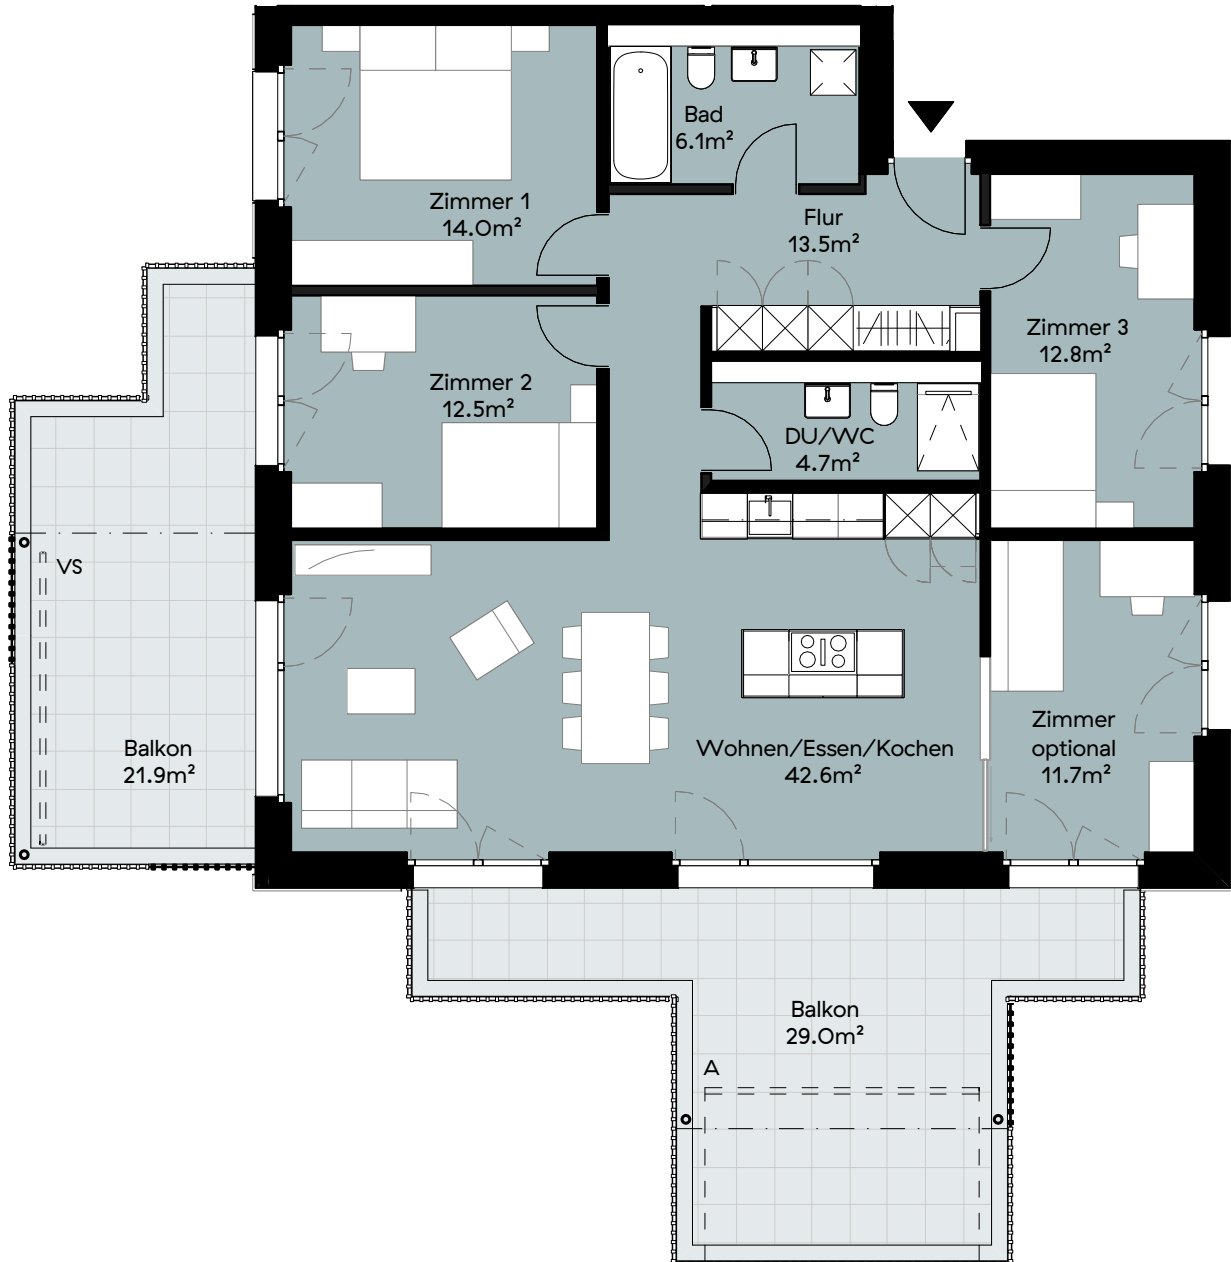 Bad
6.1m²
Zimmer 1
14.0m²
Flur
13.5m²
Zimmer 3
12.8m²
Zimmer 2
12.5m²
DU/WC
4.7m²
VS
Balkon
21.9m²
Wohnen/Essen/Kochen
42.6m²
Zimmer
optional
11.7m²
Balkon
29.0m²
A